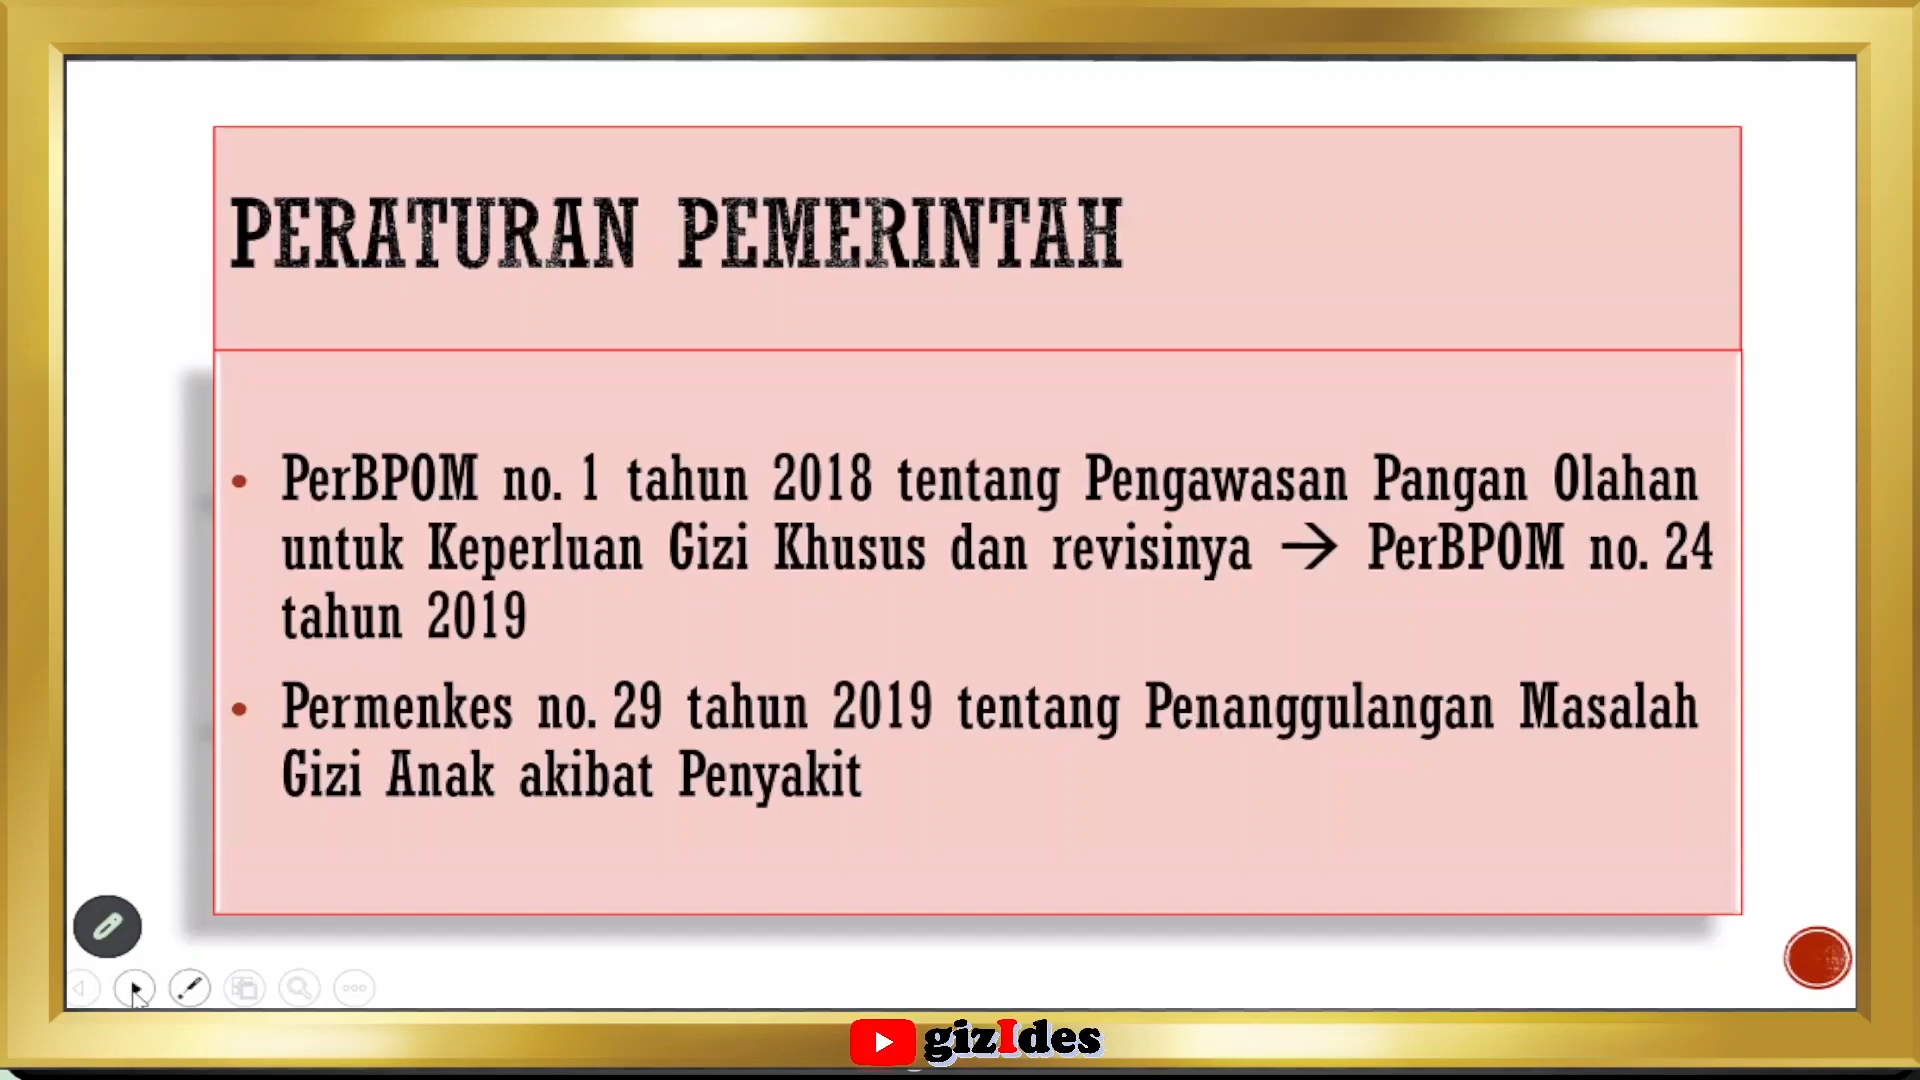 PERATURAN PEMERINTAH
• PerBPOM no. 1 tahun 2018 tentang Pengawasan Pangan Olahan
untuk Keperluan Gizi Khusus dan revisinya → PerBPOM no. 24
tahun 2019
• Permenkes no. 29 tahun 2019 tentang Penanggulangan Masalah
Gizi Anak akibat Penyakit
gizIdes